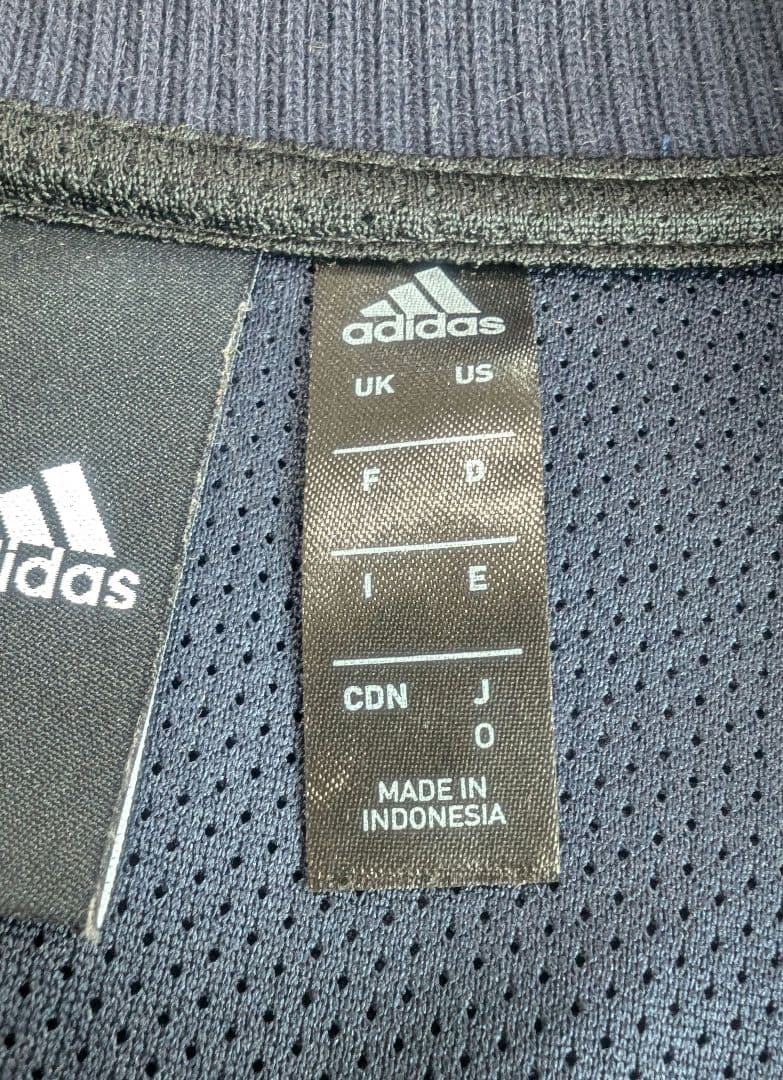 adidas
UK US
F D
I E
CDN J
O
MADE IN
INDONESIA
idas